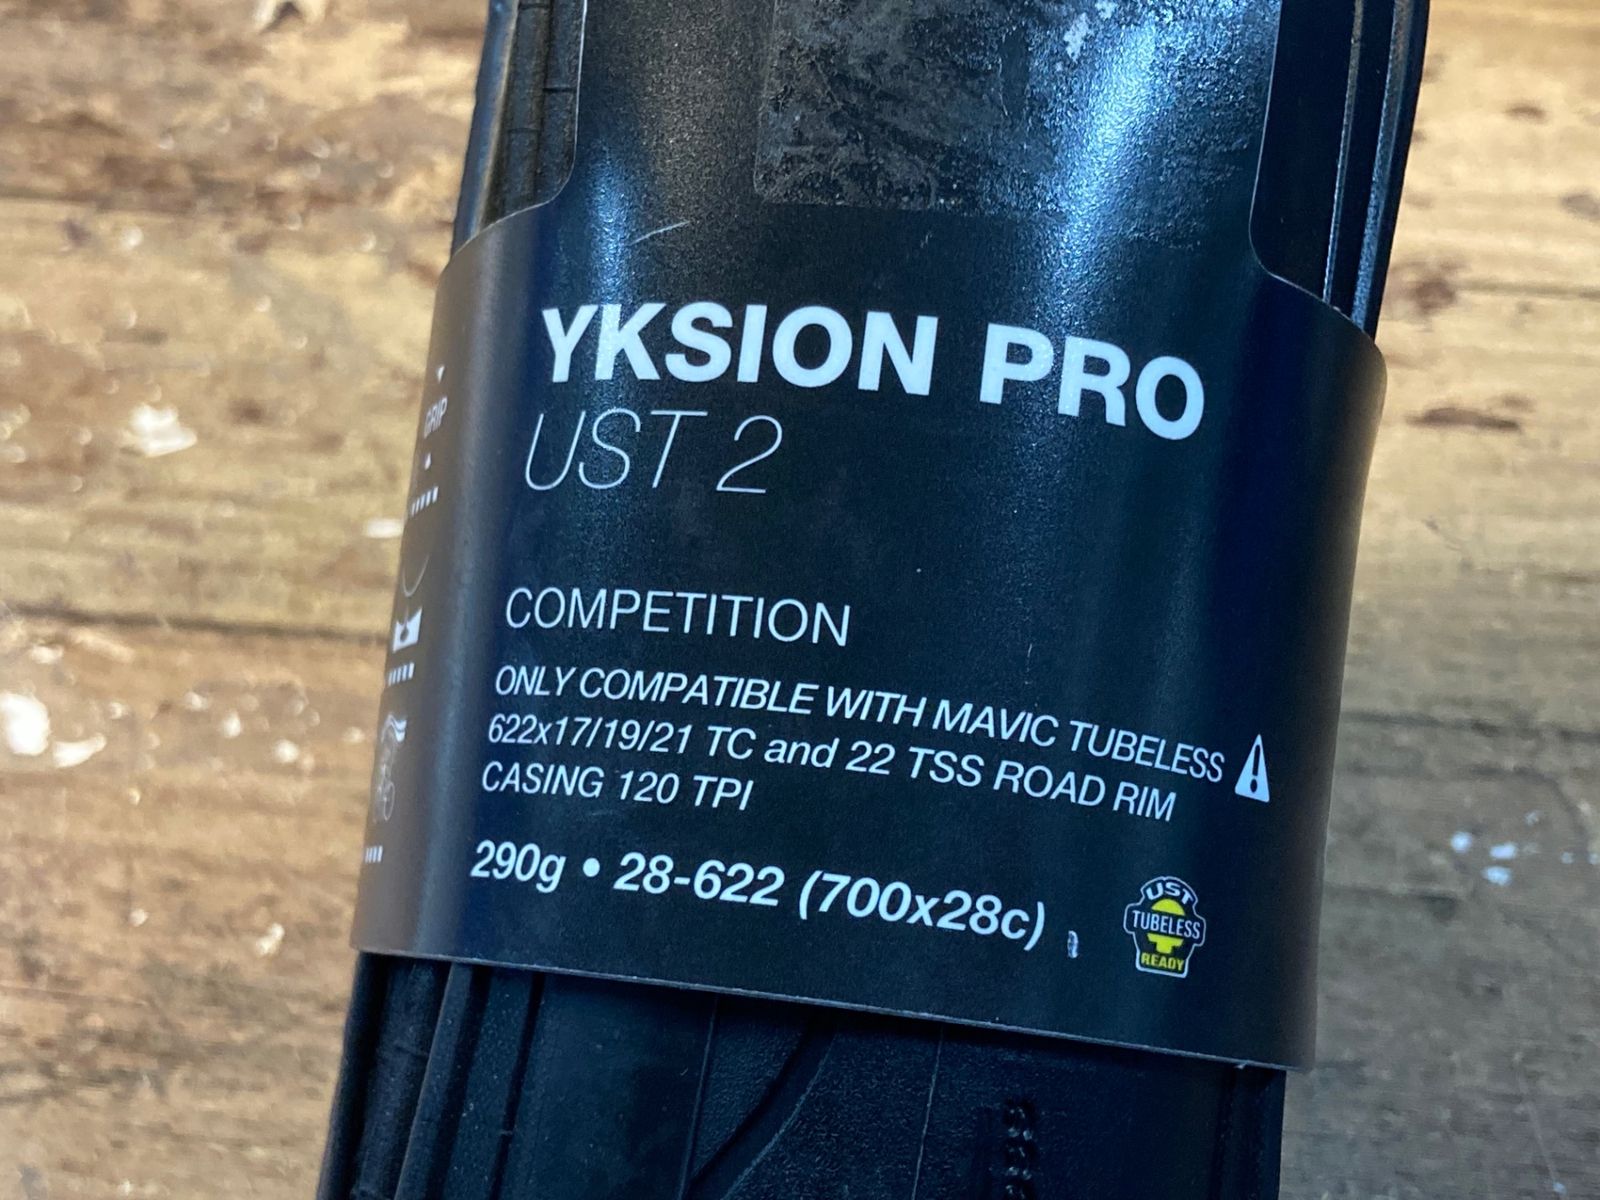 YKSION PRO
UST 2
COMPETITION
ONLY COMPATIBLE WITH MAVIC TUBELESS
622x17/19/21 TC and 22 TSS ROAD RIM
CASING 120 TPI
290g • 28-622 (700x28c)
UST
TUBELESS
READY
GRIP